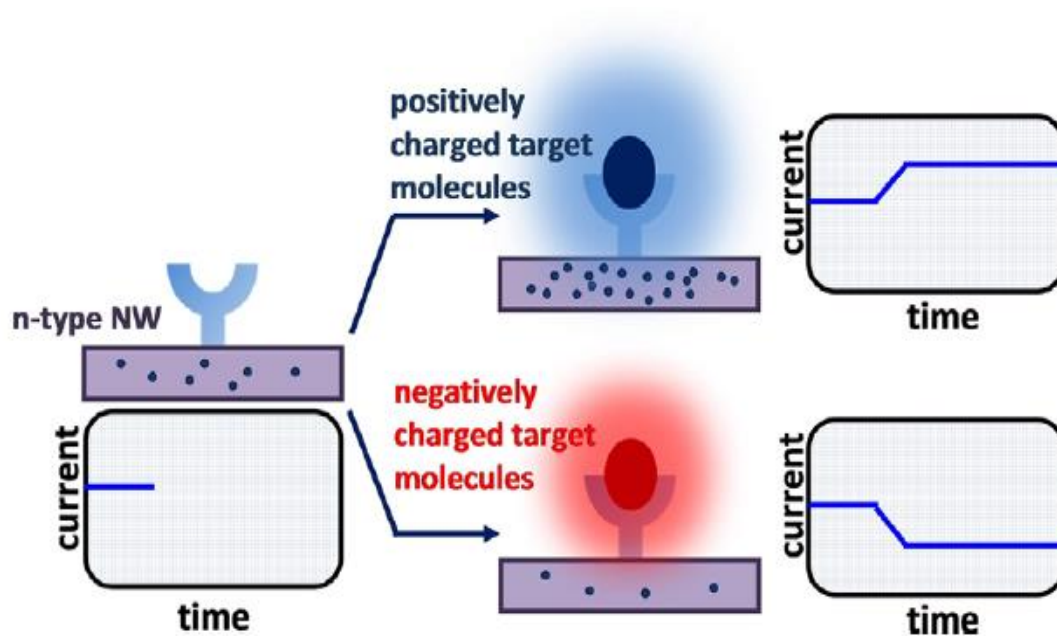 positively
charged target
molecules
current
time
n-type NW
current
time
negatively
charged target
molecules
current
time